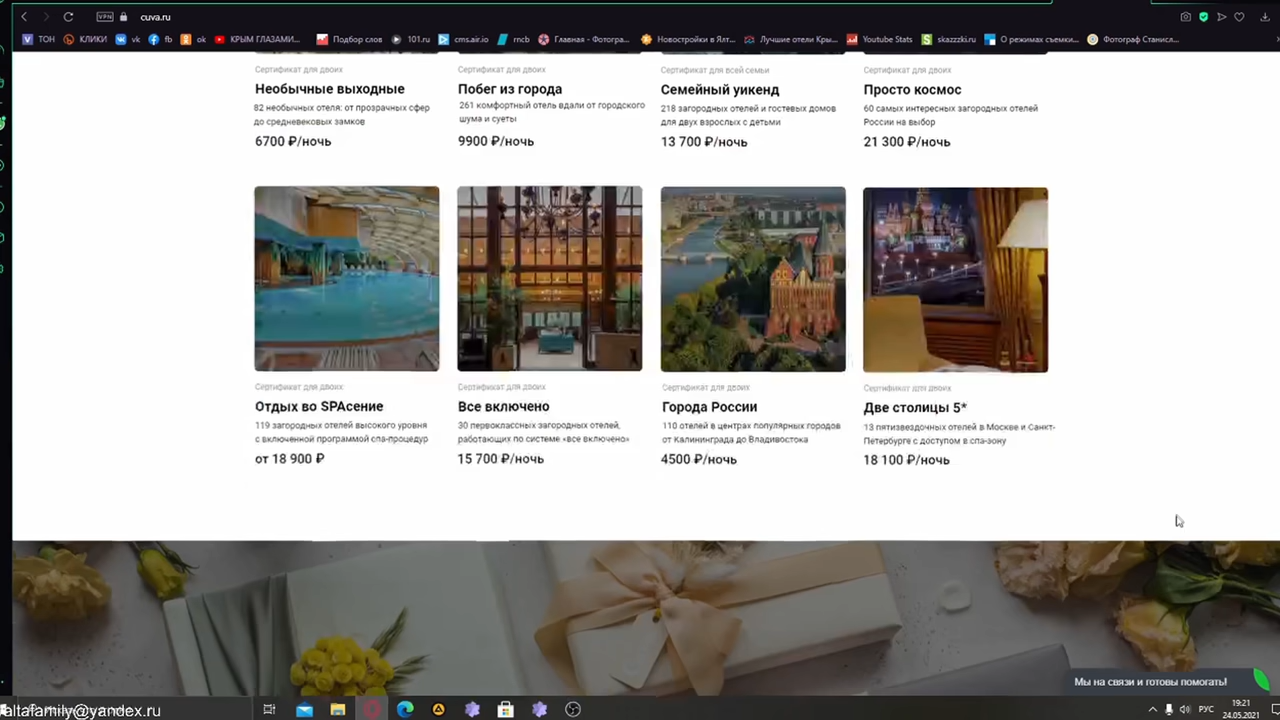 VPN
cuva.ru
ТОН
КЛИКИ
vk
fb
ok
КРЫМ ГЛАЗАМИ...
Подбор слов
101.ru
cms.air.io
rncb
Главная - Фотогра...
Новостройки в Ялт...
Лучшие отели Кры...
Youtube Stats
skazzzki.ru
О режимах съемки...
Фотограф Станисл...
Сертификат для двоих
Необычные выходные
82 необычных отеля: от прозрачных сфер
до средневековых замков
6700 ₽/ночь
Сертификат для двоих
Побег из города
261 комфортный отель вдали от городского
шума и суеты
9900 ₽/ночь
Сертификат для всей семьи
Семейный уикенд
218 загородных отелей и гостевых домов
для двух взрослых с детьми
13 700 ₽/ночь
Сертификат для двоих
Просто космос
60 самых интересных загородных отелей
России на выбор
21 300 ₽/ночь
Сертификат для двоих
Отдых во SPAсение
119 загородных отелей высокого уровня
с включенной программой спа-процедур
от 18 900 ₽
Сертификат для двоих
Все включено
30 первоклассных загородных отелей,
работающих по системе «все включено»
15 700 ₽/ночь
Сертификат для двоих
Города России
110 отелей в центрах популярных городов
от Калининграда до Владивостока
4500 ₽/ночь
Сертификат для двоих
Две столицы 5*
13 пятизвездочных отелей в Москве и Санкт-
Петербурге с доступом в спа-зону
18 100 ₽/ночь
Мы на связи и готовы помогать!
altafamily@yandex.ru
РУС
19:21
24.05.2021